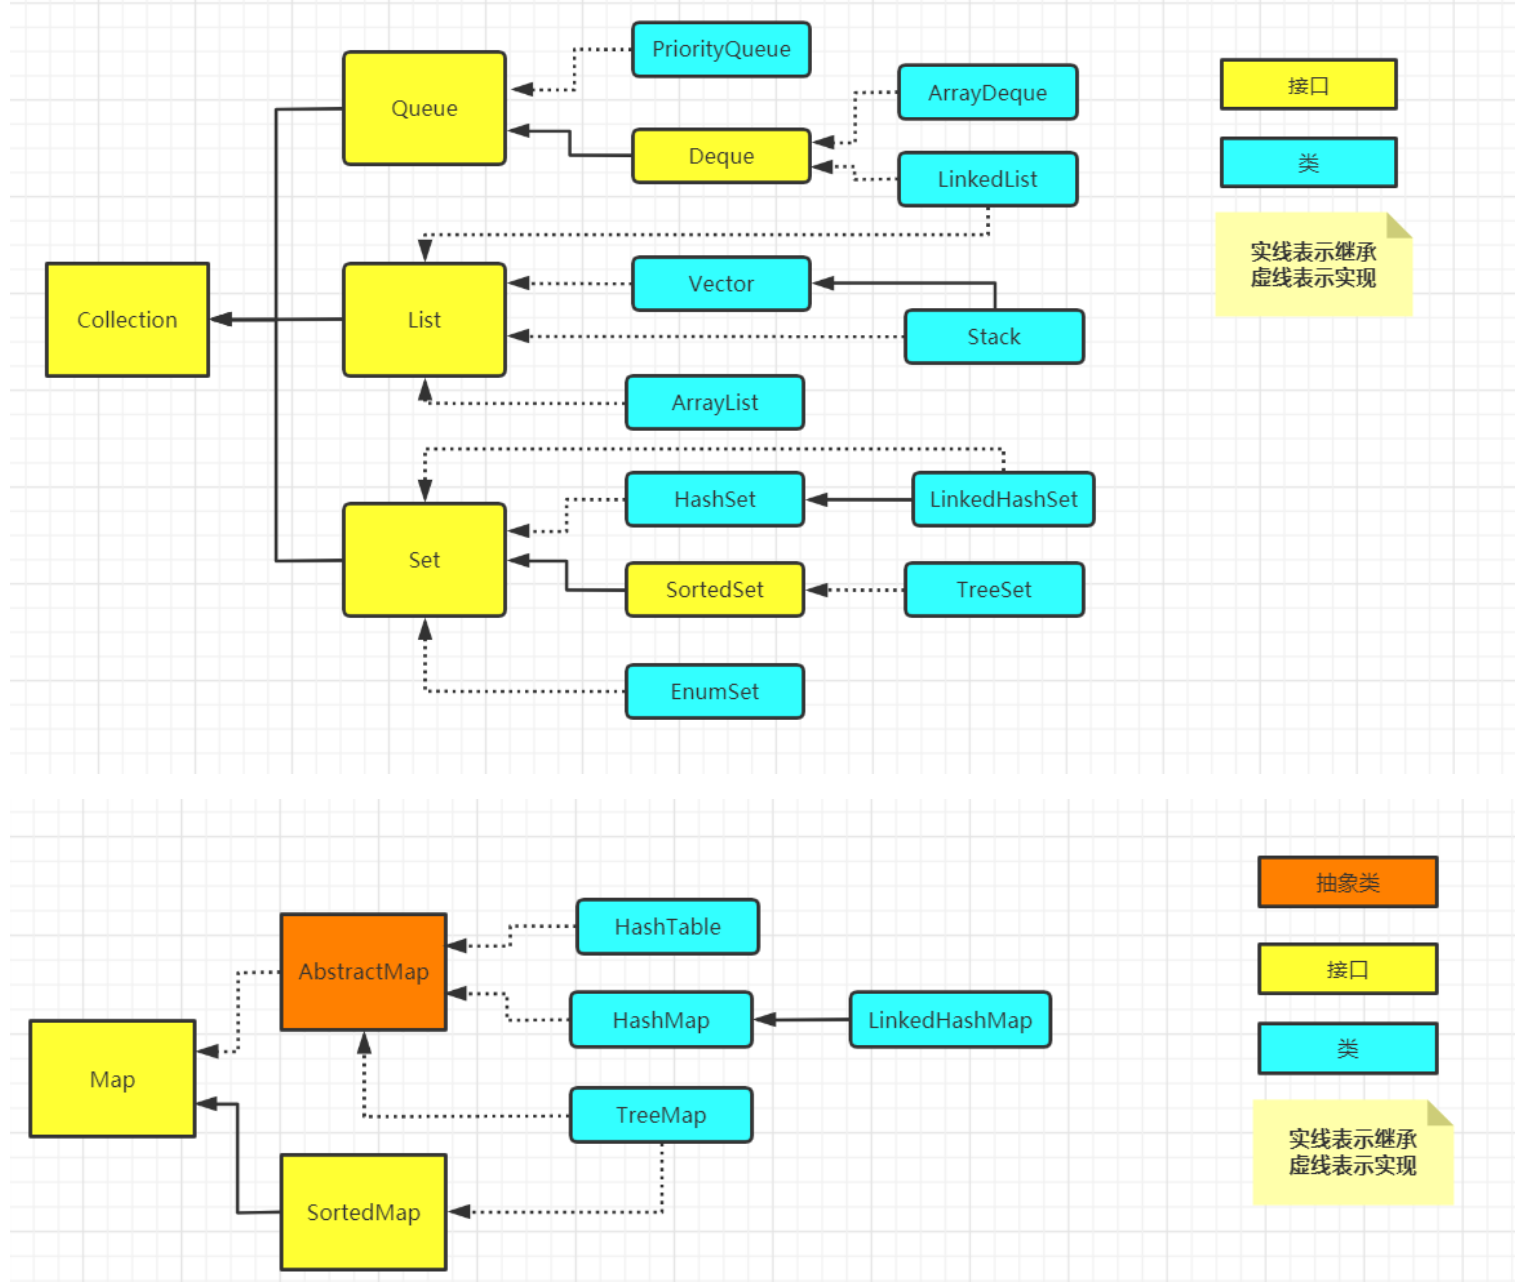 PriorityQueue
Queue
ArrayDeque
接口
Deque
类
LinkedList
实线表示继承
虚线表示实现
Vector
Collection
List
Stack
ArrayList
HashSet
LinkedHashSet
Set
SortedSet
TreeSet
EnumSet
抽象类
HashTable
AbstractMap
接口
HashMap
LinkedHashMap
类
Map
TreeMap
实线表示继承
虚线表示实现
SortedMap